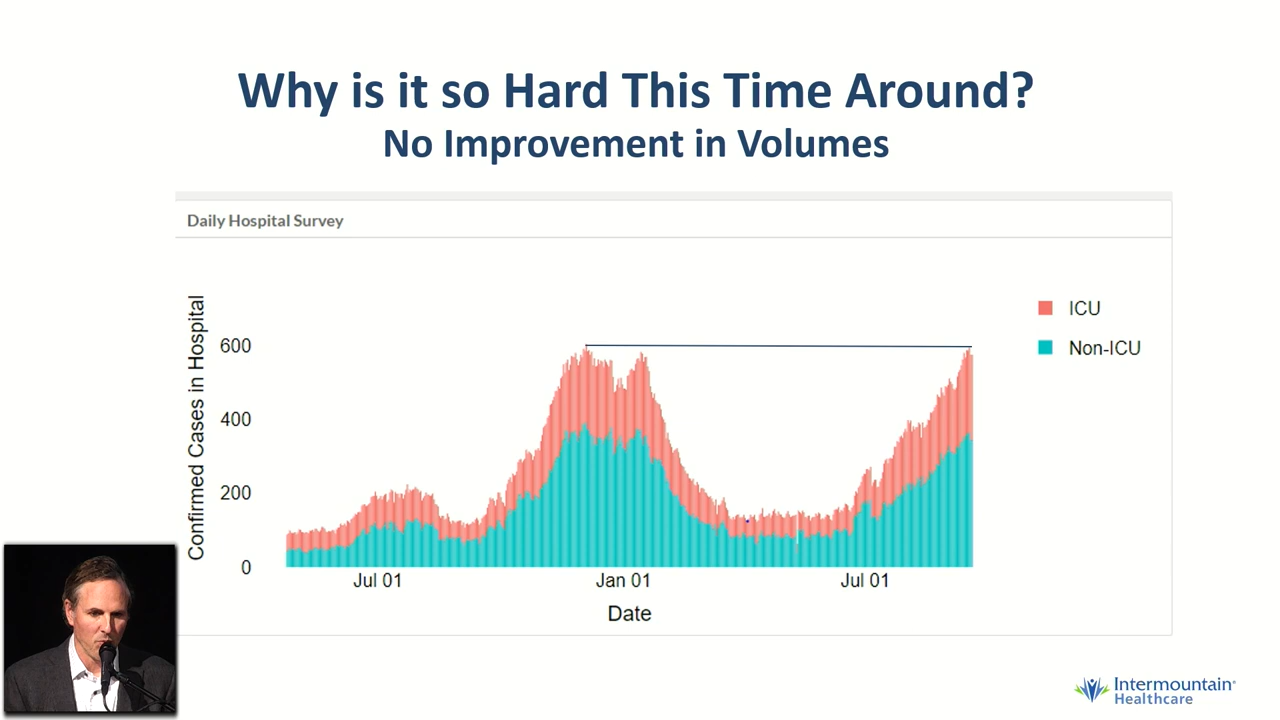 Why is it so Hard This Time Around?
No Improvement in Volumes
Daily Hospital Survey
Confirmed Cases in Hospital
600
400
200
0
Jul 01
Jan 01
Jul 01
Date
ICU
Non-ICU
Intermountain®
Healthcare